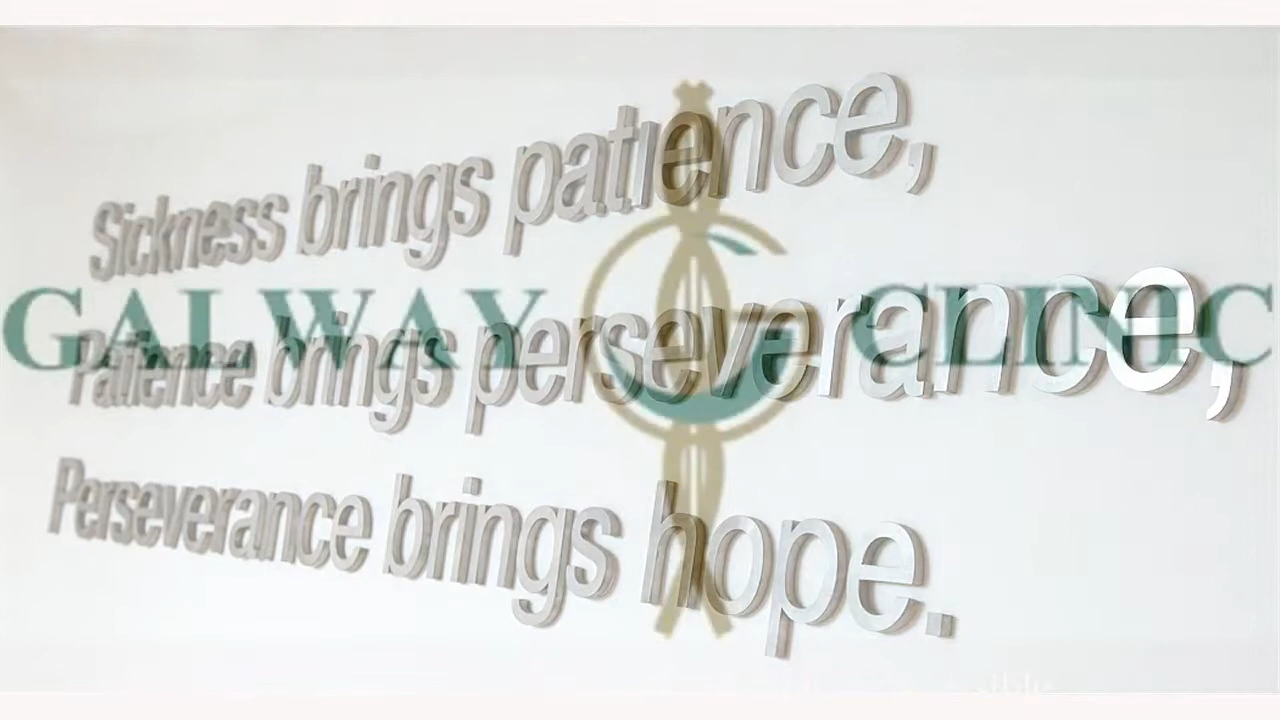 Sickness brings patience,
GALWAY CLINIC
Patience brings perseverance,
Perseverance brings hope.